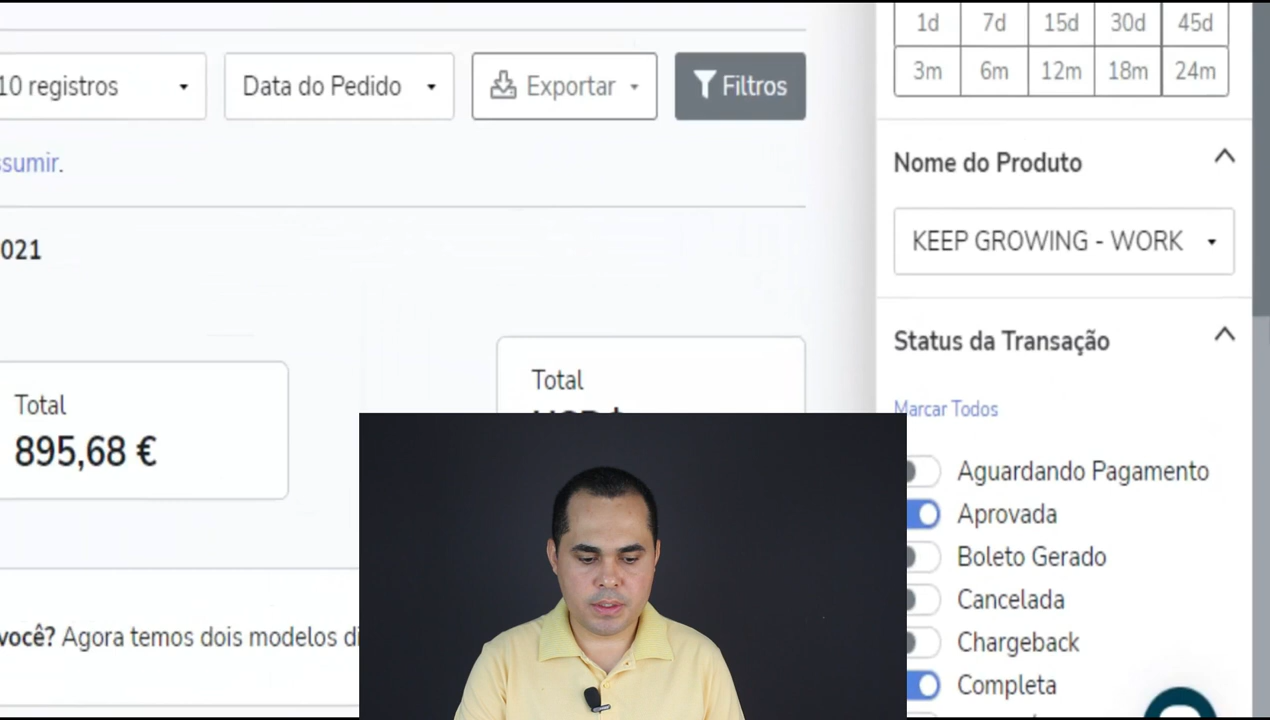 10 registros
Data do Pedido
Exportar
Filtros
ssumir.
021
Total
895,68 €
Total
você? Agora temos dois modelos di
1d 7d 15d 30d 45d
3m 6m 12m 18m 24m
Nome do Produto
KEEP GROWING - WORK
Status da Transação
Marcar Todos
Aguardando Pagamento
Aprovada
Boleto Gerado
Cancelada
Chargeback
Completa